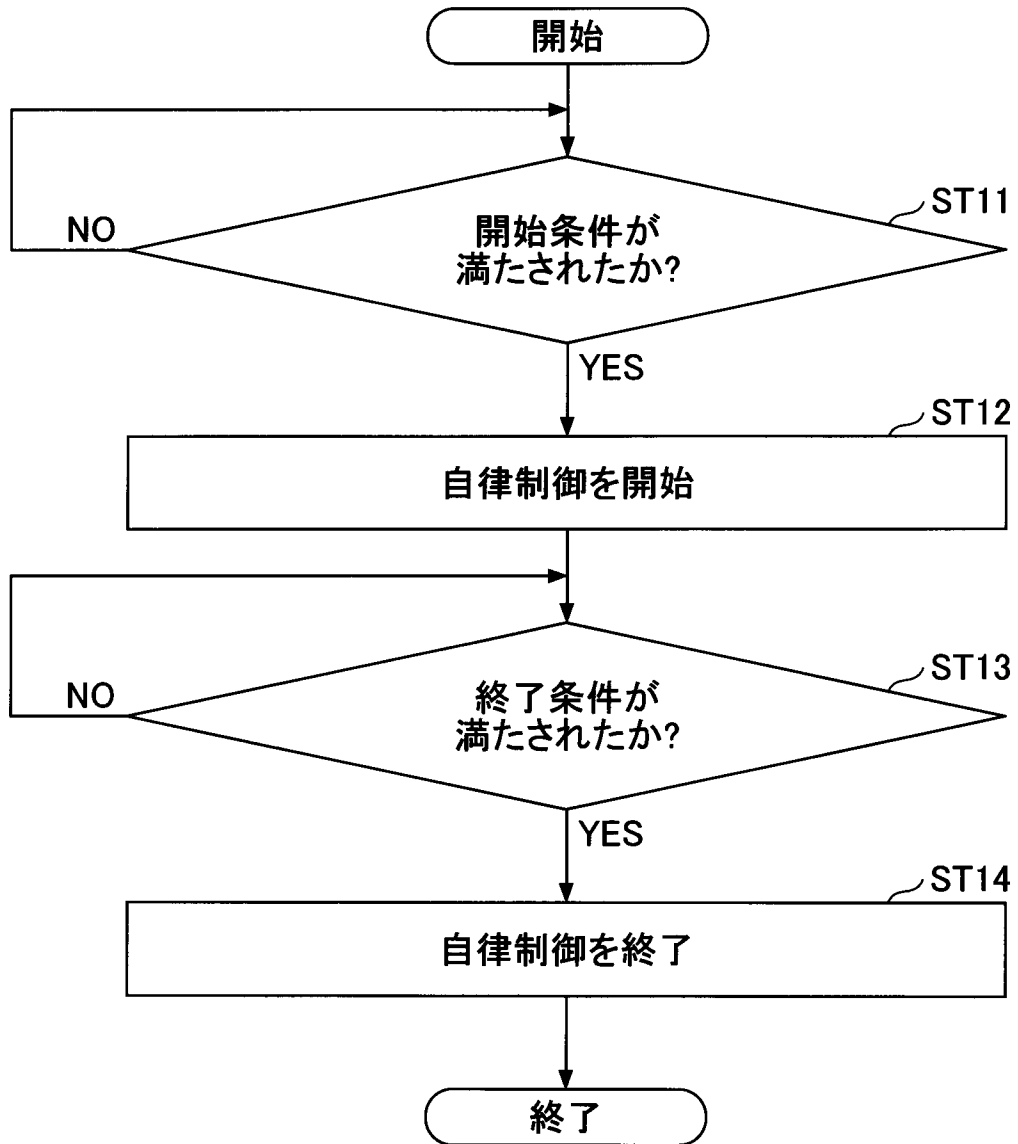 開始
ST11
開始条件が
満たされたか?
NO
YES
ST12
自律制御を開始
ST13
終了条件が
満たされたか?
NO
YES
ST14
自律制御を終了
終了